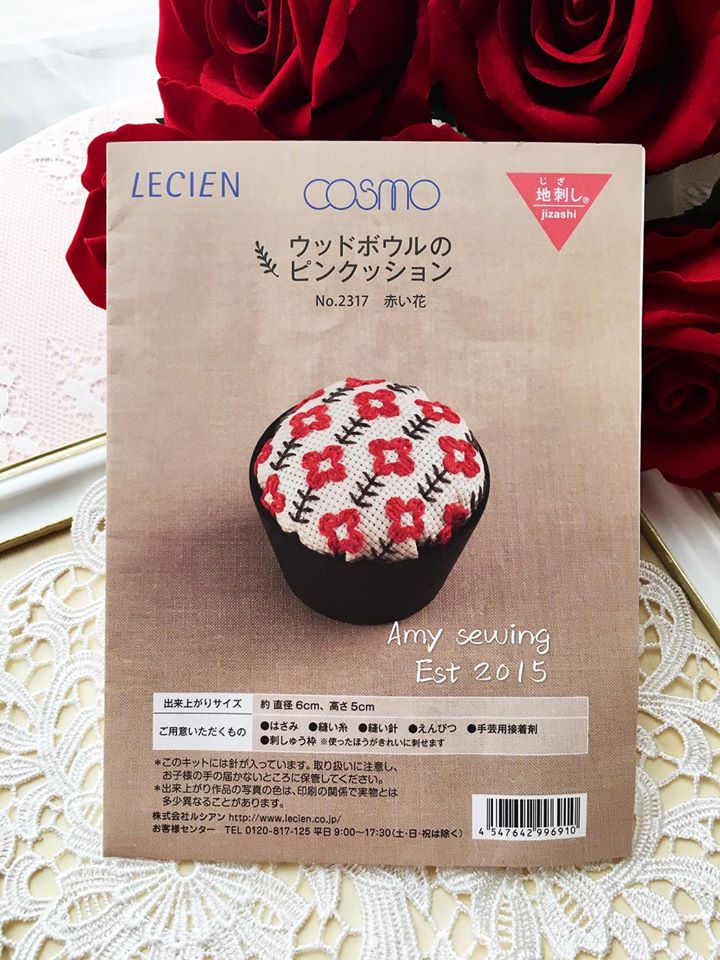 LECIEN
COSMO
じざ
地刺し®
jizashi
ウッドボウルの
ピンクッション
No.2317 赤い花
Amy sewing
Est 2015
出来上がりサイズ 約 直径6cm、高さ5cm
ご用意いただくもの ●はさみ ●縫い糸 ●縫い針 ●えんぴつ ●手芸用接着剤
●刺しゅう枠 ※使ったほうがきれいに刺せます
*このキットには針が入っています。取り扱いに注意し、
お子様の手の届かないところに保管してください。
*出来上がり作品の写真の色は、印刷の関係で実物とは
多少異なることがあります。
株式会社ルシアン http://www.lecien.co.jp/
お客様センター TEL 0120-817-125 平日9:00〜17:30(土・日・祝は除く)
4 547642 996910